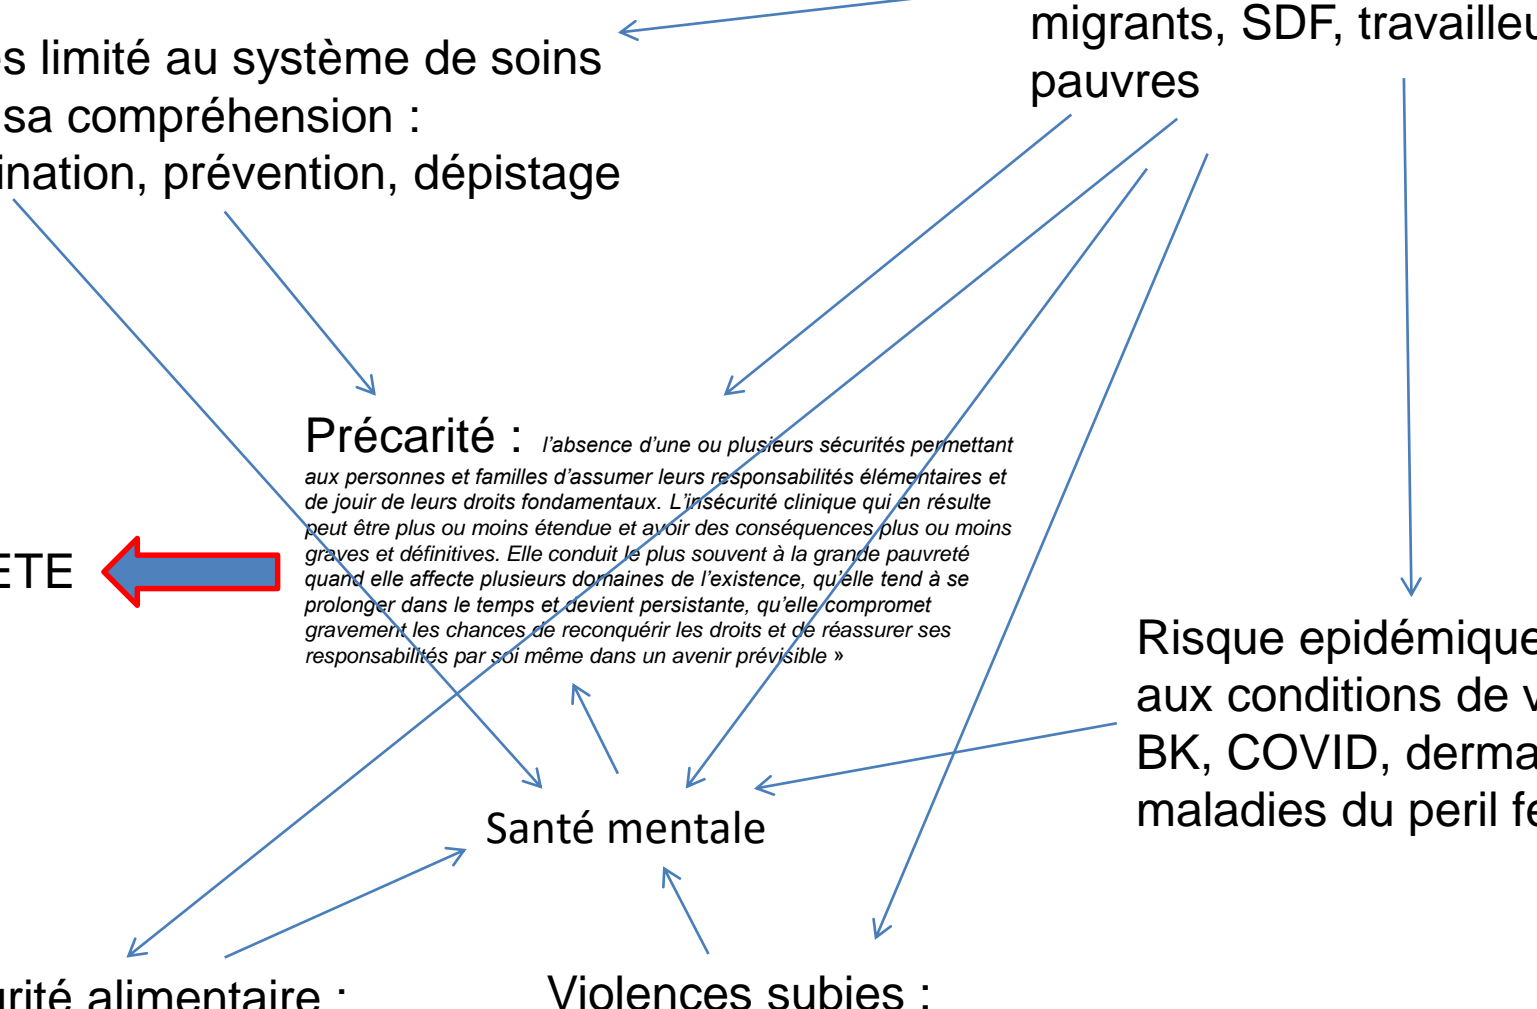 migrants, SDF, travailleu
pauvres
es limité au système de soins
sa compréhension :
ination, prévention, dépistage
Précarité : l’absence d’une ou plusieurs sécurités permettant
aux personnes et familles d’assumer leurs responsabilités élémentaires et
de jouir de leurs droits fondamentaux. L’insécurité clinique qui en résulte
peut être plus ou moins étendue et avoir des conséquences plus ou moins
graves et définitives. Elle conduit le plus souvent à la grande pauvreté
quand elle affecte plusieurs domaines de l’existence, qu’elle tend à se
prolonger dans le temps et devient persistante, qu’elle compromet
gravement les chances de reconquérir les droits et de réassurer ses
responsabilités par soi même dans un avenir prévisible »
ETE
Risque epidémique
aux conditions de v
BK, COVID, derma
maladies du peril fe
Santé mentale
urité alimentaire :
Violences subies :